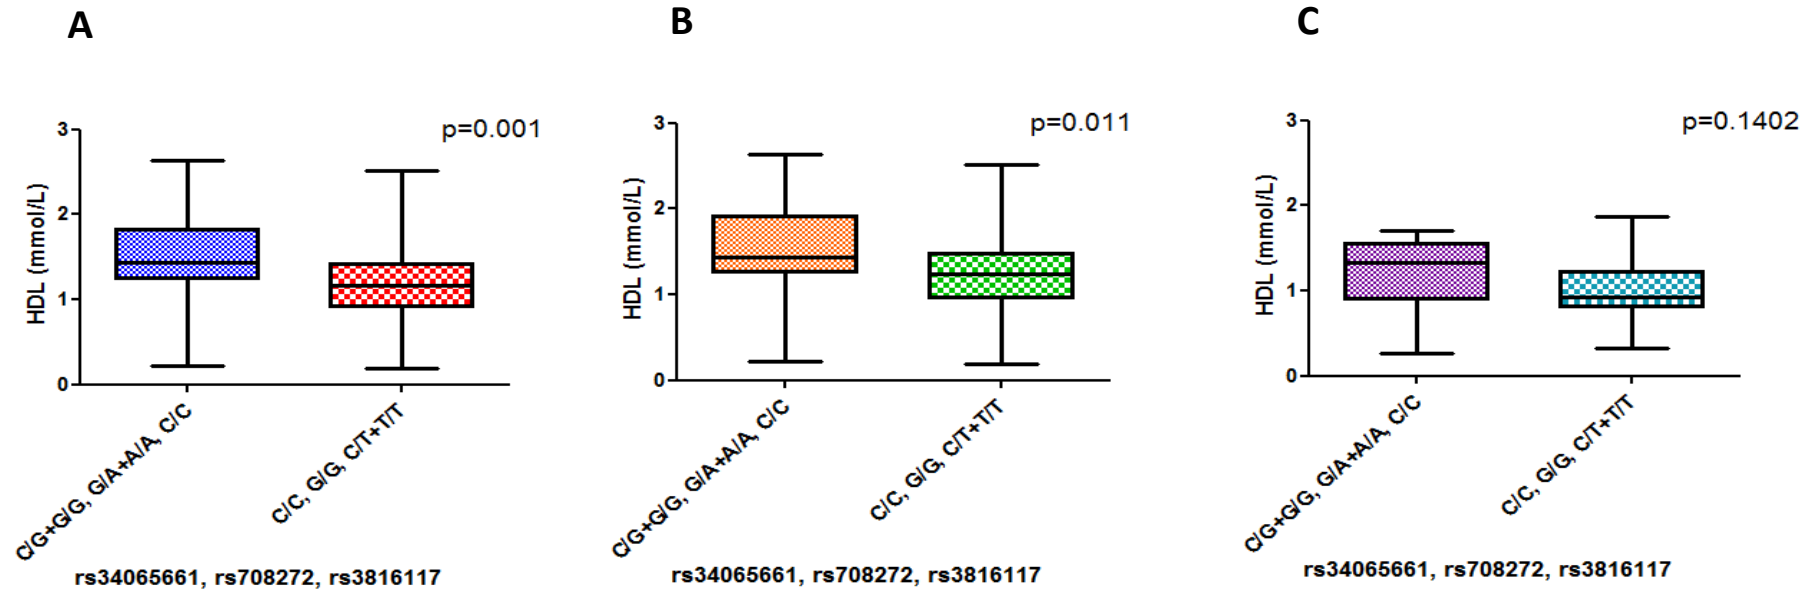 A
p=0.001
HDL (mmol/L)
3
2
1
0
C/G+G/G, G/A+A/A, C/C
C/C, G/G, C/T+T/T
rs34065661, rs708272, rs3816117
B
p=0.011
HDL (mmol/L)
3
2
1
0
C/G+G/G, G/A+A/A, C/C
C/C, G/G, C/T+T/T
rs34065661, rs708272, rs3816117
C
p=0.1402
HDL (mmol/L)
3
2
1
0
C/G+G/G, G/A+A/A, C/C
C/C, G/G, C/T+T/T
rs34065661, rs708272, rs3816117